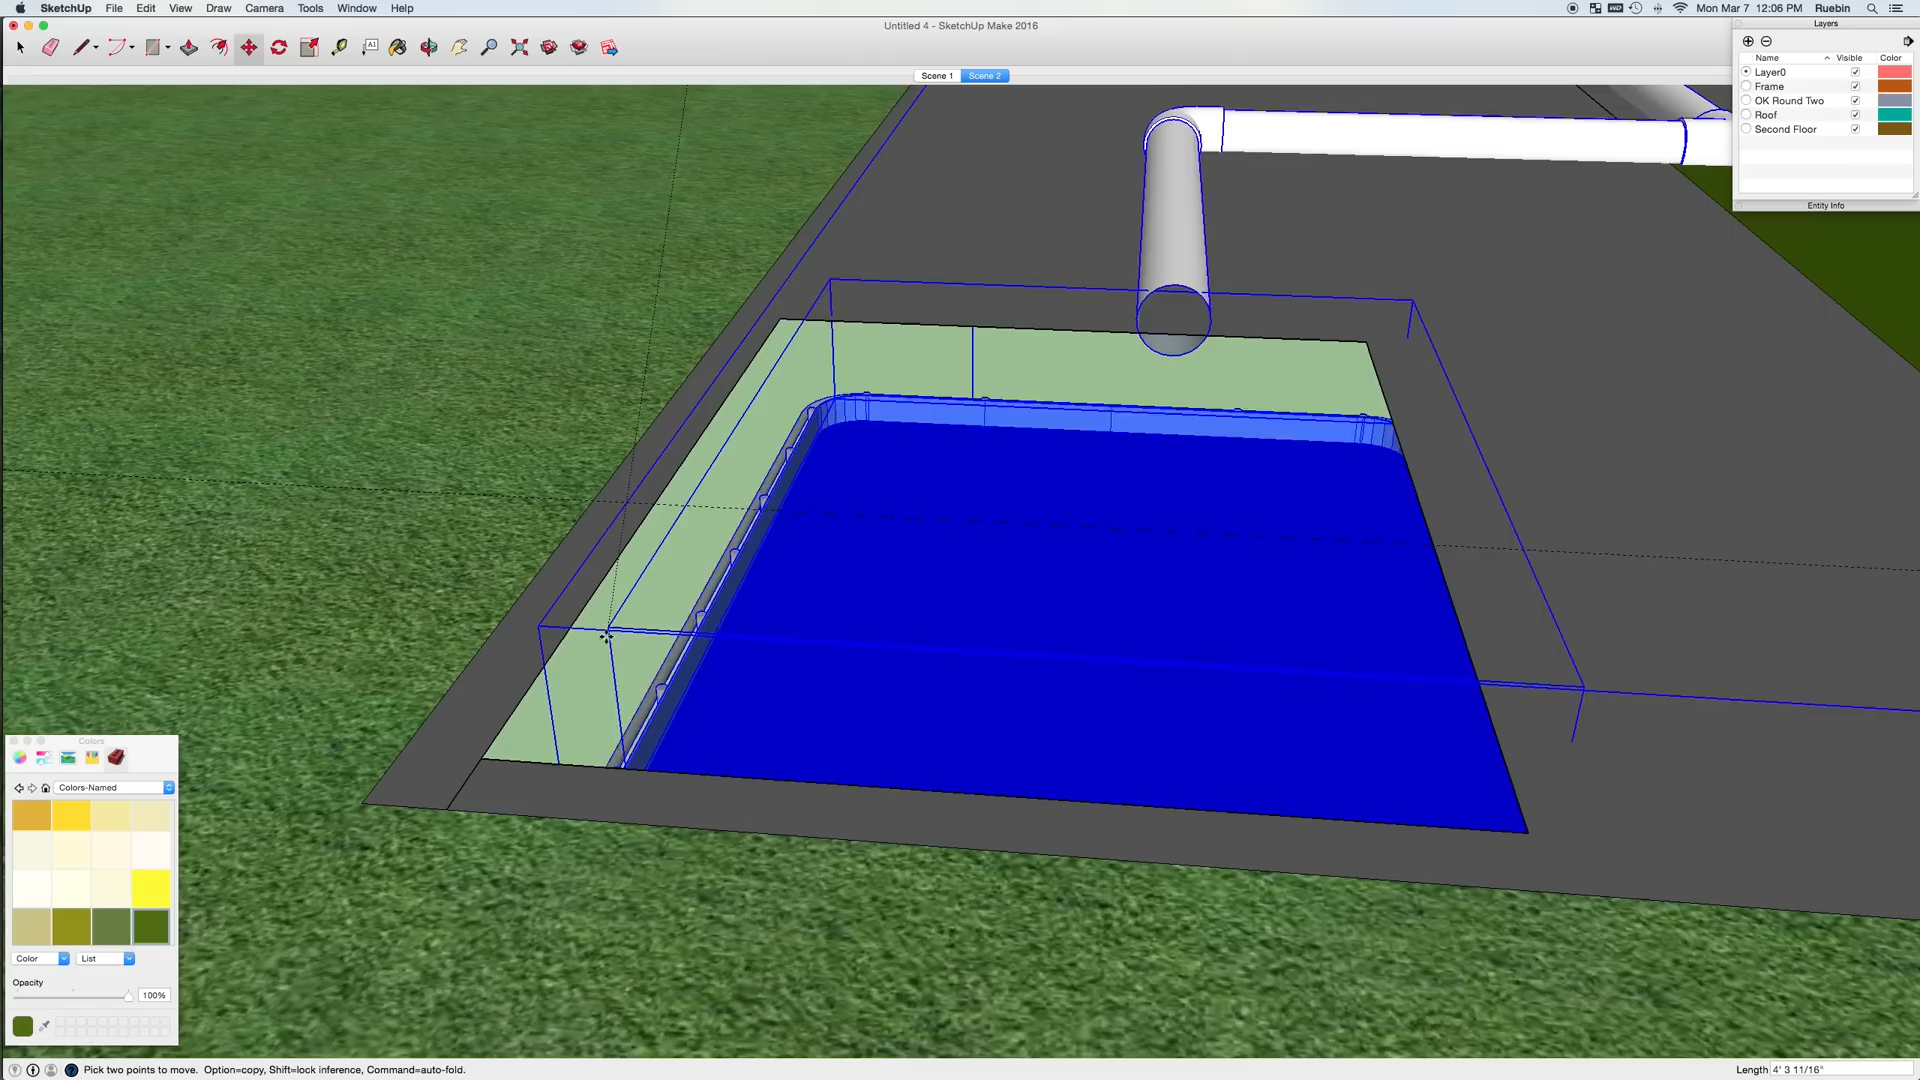 SketchUp File Edit View Draw Camera Tools Window Help Mon Mar 7 12:06 PM Ruebin
Untitled 4 - SketchUp Make 2016
Layers
A1
Scene 1 Scene 2
Name Visible Color
Layer0
Frame
OK Round Two
Roof
Second Floor
Entity Info
Colors
Colors-Named
Color List
Opacity
100%
Pick two points to move. Option=copy, Shift=lock inference, Command=auto-fold.
Length 4' 3 11/16"